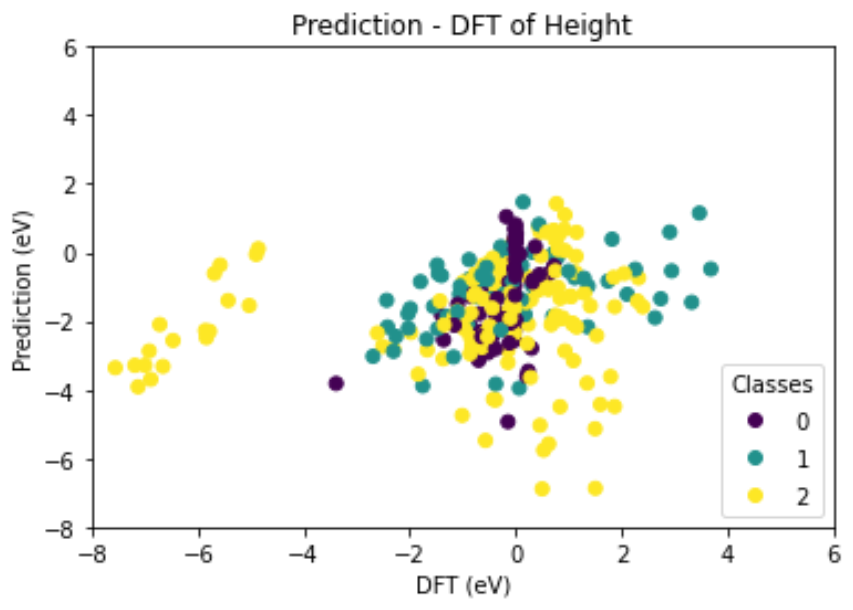 Prediction - DFT of Height
6
4
2
0
−2
−4
−6
−8
Prediction (eV)
−8 −6 −4 −2 0 2 4 6
DFT (eV)
Classes
0
1
2